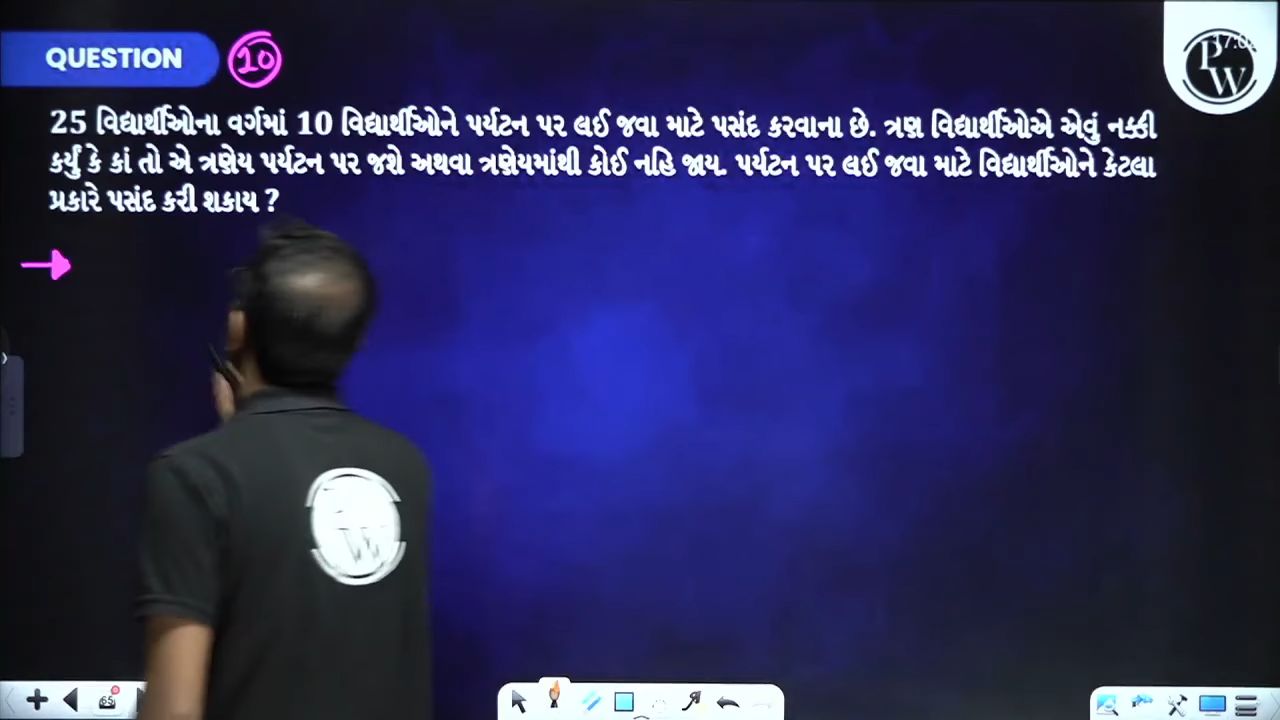 QUESTION 10
25 વિદ્યાર્થીઓના વર્ગમાં 10 વિદ્યાર્થીઓને પર્યટન પર લઈ જવા માટે પસંદ કરવાના છે. ત્રણ વિદ્યાર્થીઓએ એવું નક્કી
કર્યું કે કાં તો એ ત્રણેય પર્યટન પર જશે અથવા ત્રણેયમાંથી કોઈ નહિ જાય. પર્યટન પર લઈ જવા માટે વિદ્યાર્થીઓને કેટલા
પ્રકારે પસંદ કરી શકાય ?
PW
65